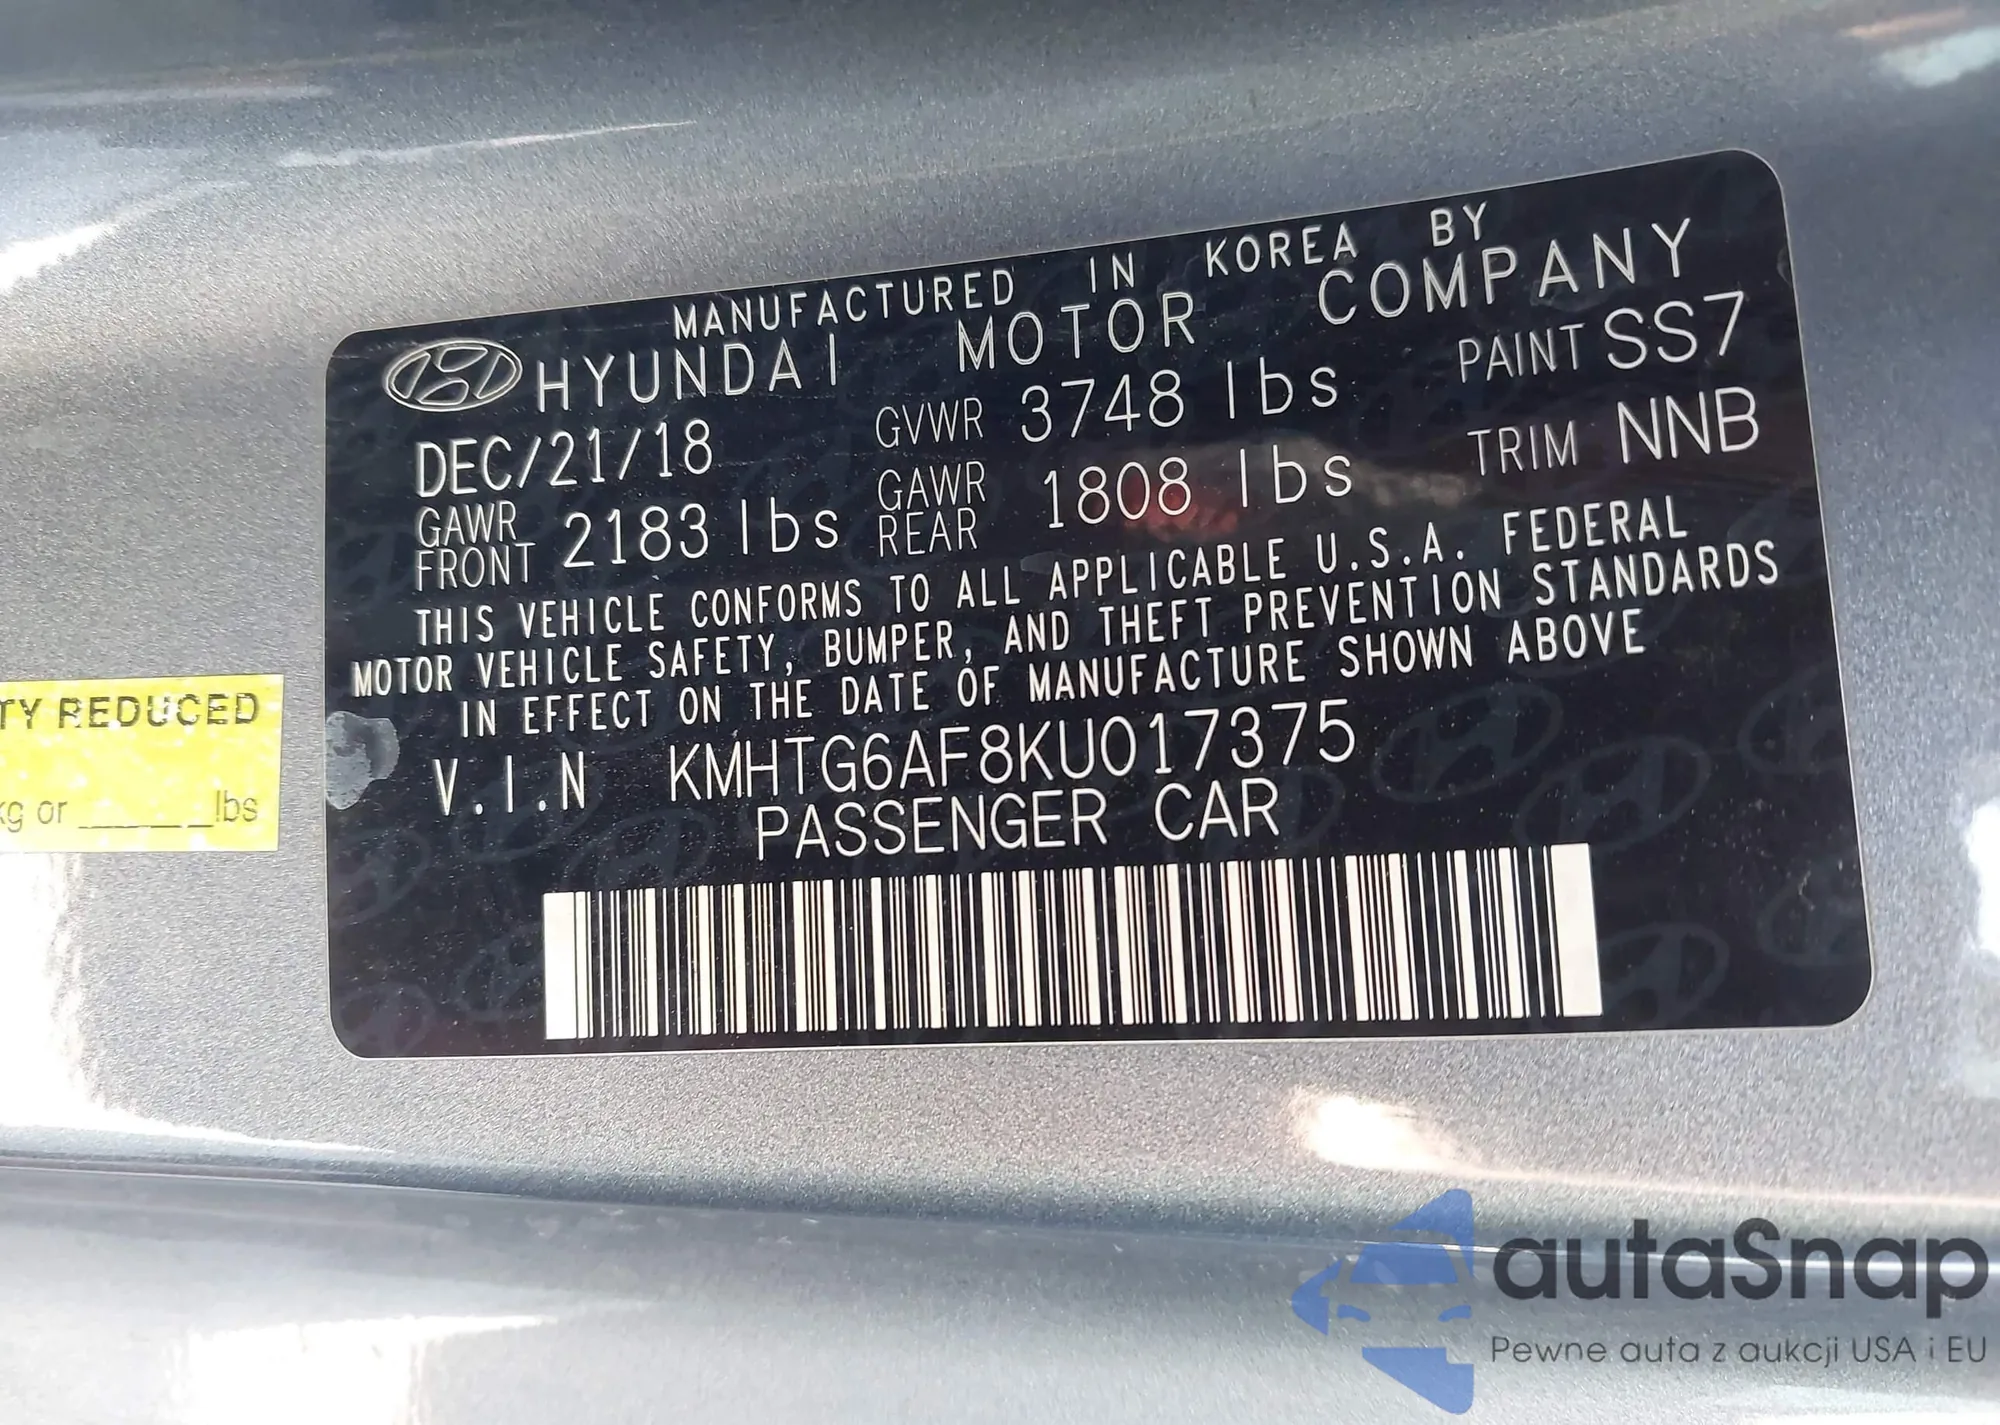 MANUFACTURED IN KOREA BY
HYUNDAI MOTOR COMPANY
DEC/21/18 GVWR 3748 lbs PAINT SS7
GAWR FRONT 2183 lbs GAWR REAR 1808 lbs TRIM NNB
THIS VEHICLE CONFORMS TO ALL APPLICABLE U.S.A. FEDERAL
MOTOR VEHICLE SAFETY, BUMPER, AND THEFT PREVENTION STANDARDS
IN EFFECT ON THE DATE OF MANUFACTURE SHOWN ABOVE
V.I.N KMHTG6AF8KU017375
PASSENGER CAR
TY REDUCED
kg or ______lbs
autaSnap
Pewne auta z aukcji USA i EU